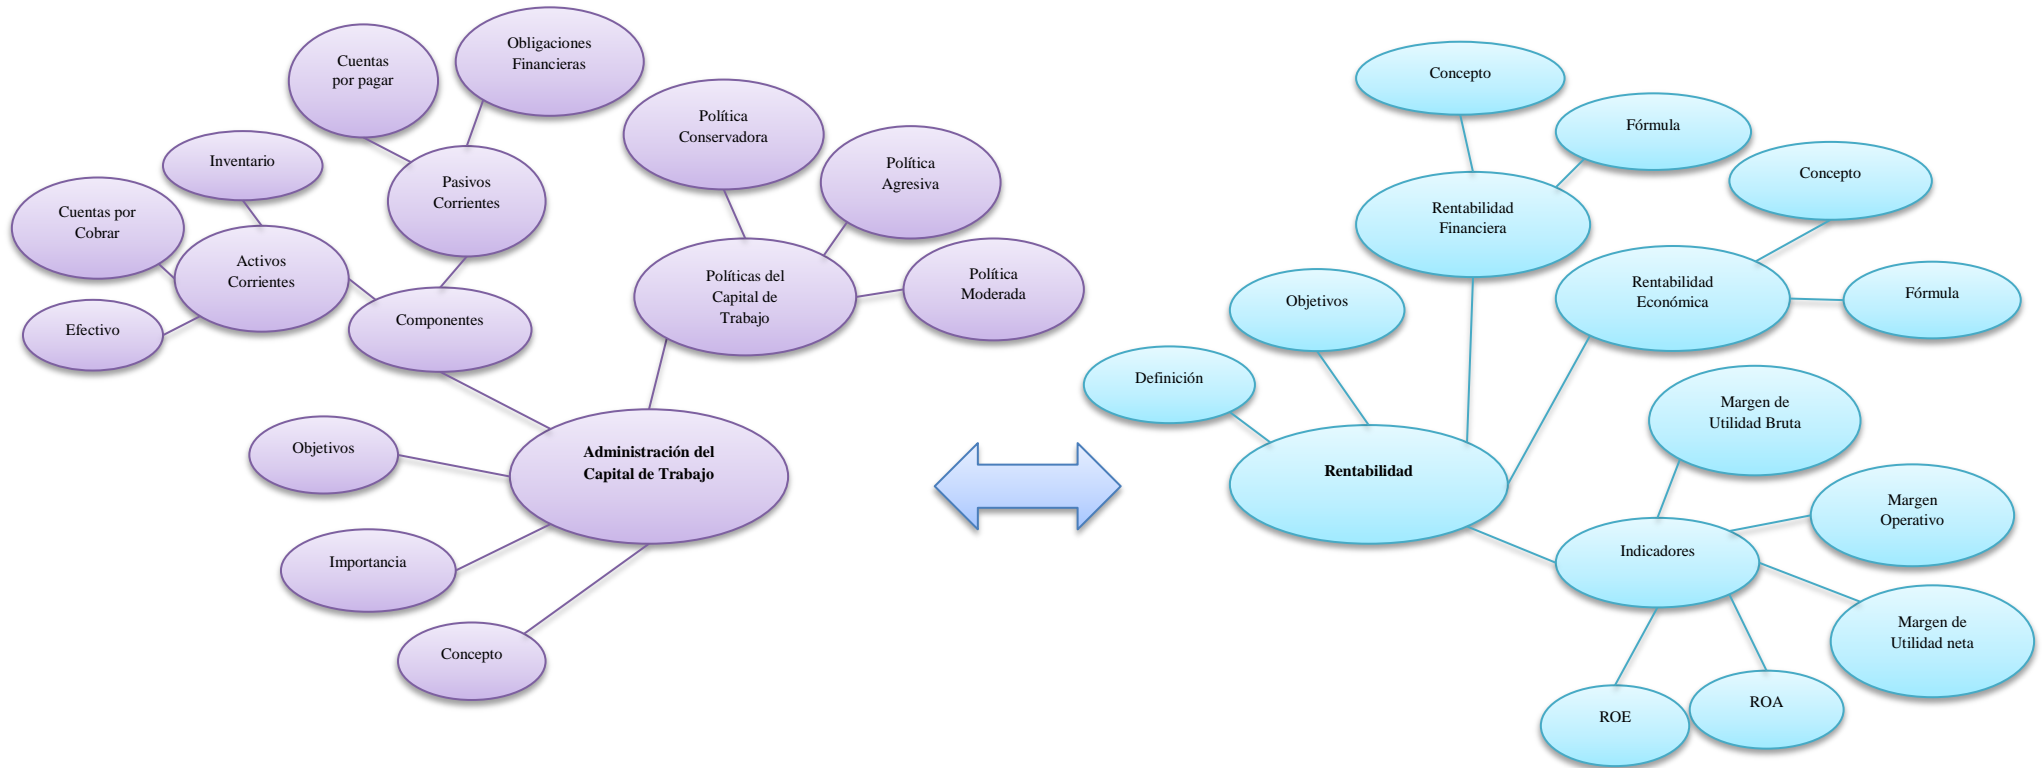 Obligaciones
Financieras
Cuentas
por pagar
Inventario
Pasivos
Corrientes
Cuentas por
Cobrar
Activos
Corrientes
Efectivo
Componentes
Política
Conservadora
Política
Agresiva
Políticas del
Capital de
Trabajo
Política
Moderada
Objetivos
Administración del
Capital de Trabajo
Importancia
Concepto
Concepto
Fórmula
Rentabilidad
Financiera
Concepto
Rentabilidad
Económica
Fórmula
Objetivos
Definición
Rentabilidad
Margen de
Utilidad Bruta
Margen
Operativo
Indicadores
Margen de
Utilidad neta
ROA
ROE